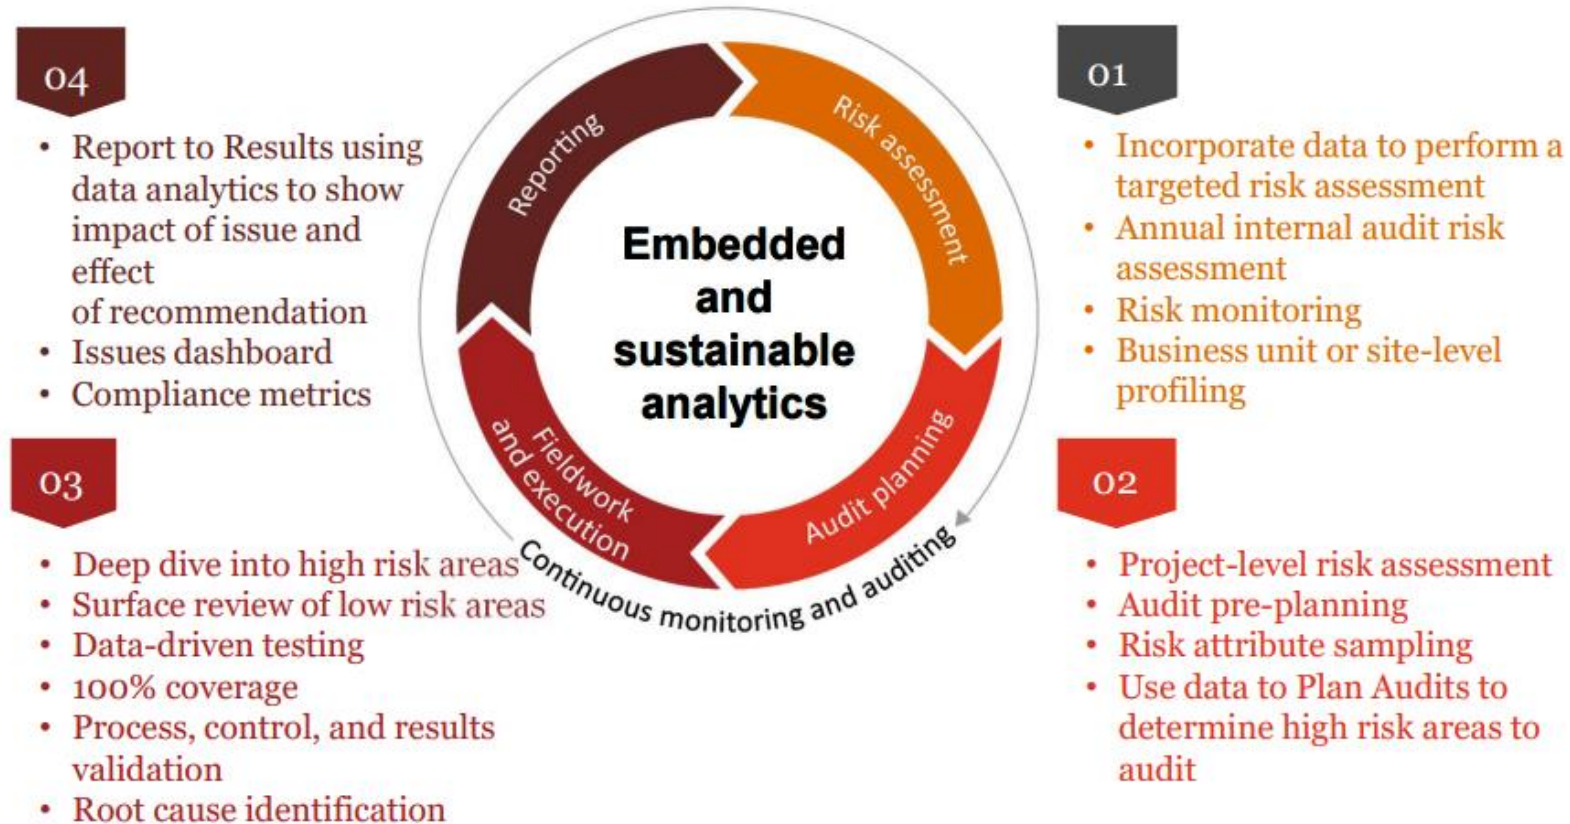 04
• Report to Results using
data analytics to show
impact of issue and
effect
of recommendation
• Issues dashboard
• Compliance metrics
03
• Deep dive into high risk areas
• Surface review of low risk areas
• Data-driven testing
• 100% coverage
• Process, control, and results
validation
• Root cause identification
Reporting
Risk assessment
Embedded
and
sustainable
analytics
Fieldwork
and execution
Audit planning
Continuous monitoring and auditing
01
• Incorporate data to perform a
targeted risk assessment
• Annual internal audit risk
assessment
• Risk monitoring
• Business unit or site-level
profiling
02
• Project-level risk assessment
• Audit pre-planning
• Risk attribute sampling
• Use data to Plan Audits to
determine high risk areas to
audit